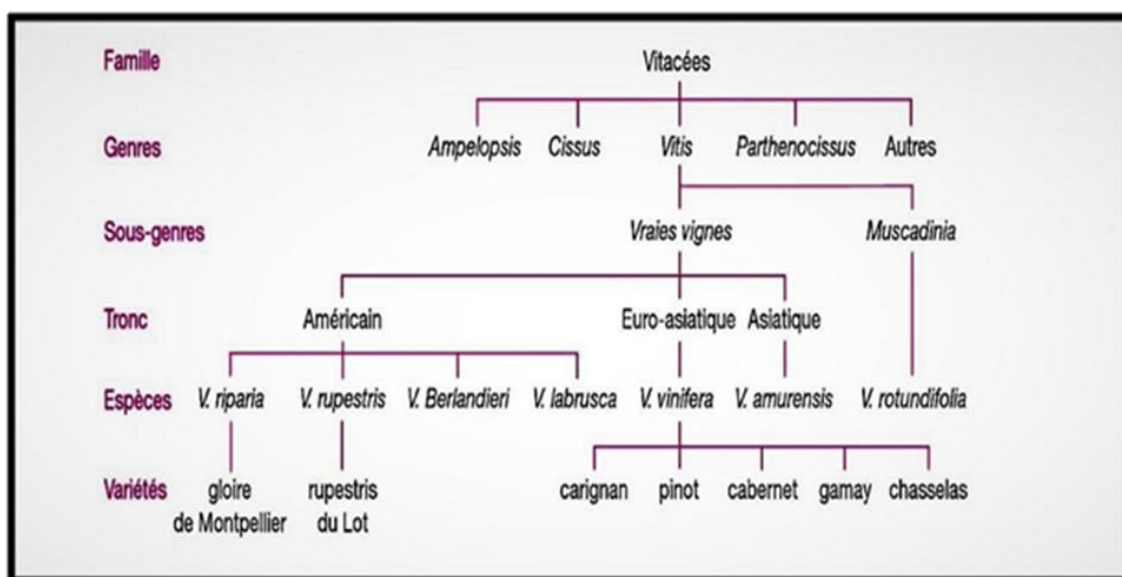 Famille Vitacées
Genres Ampelopsis Cissus Vitis Parthenocissus Autres
Sous-genres Vraies vignes Muscadinia
Tronc Américain Euro-asiatique Asiatique
Espèces V. riparia V. rupestris V. Berlandieri V. labrusca V. vinifera V. amurensis V. rotundifolia
Variétés gloire rupestris carignan pinot cabernet gamay chasselas
de Montpellier du Lot